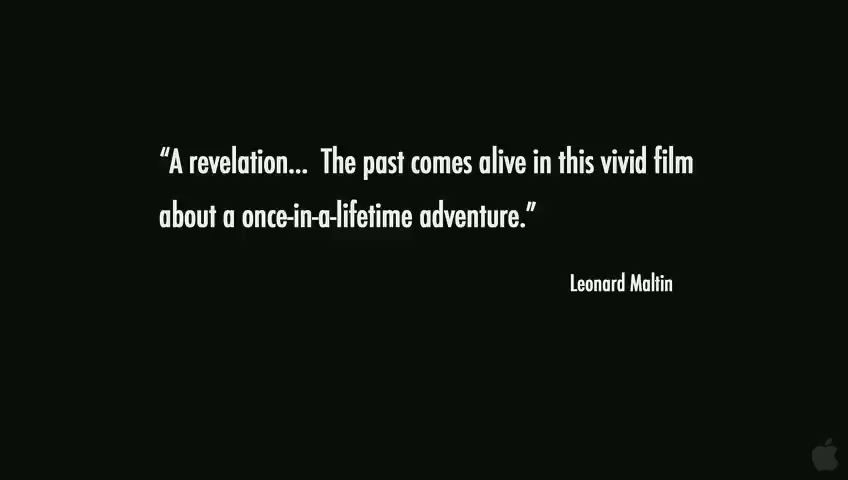 “A revelation...  The past comes alive in this vivid film
about a once-in-a-lifetime adventure.”
Leonard Maltin